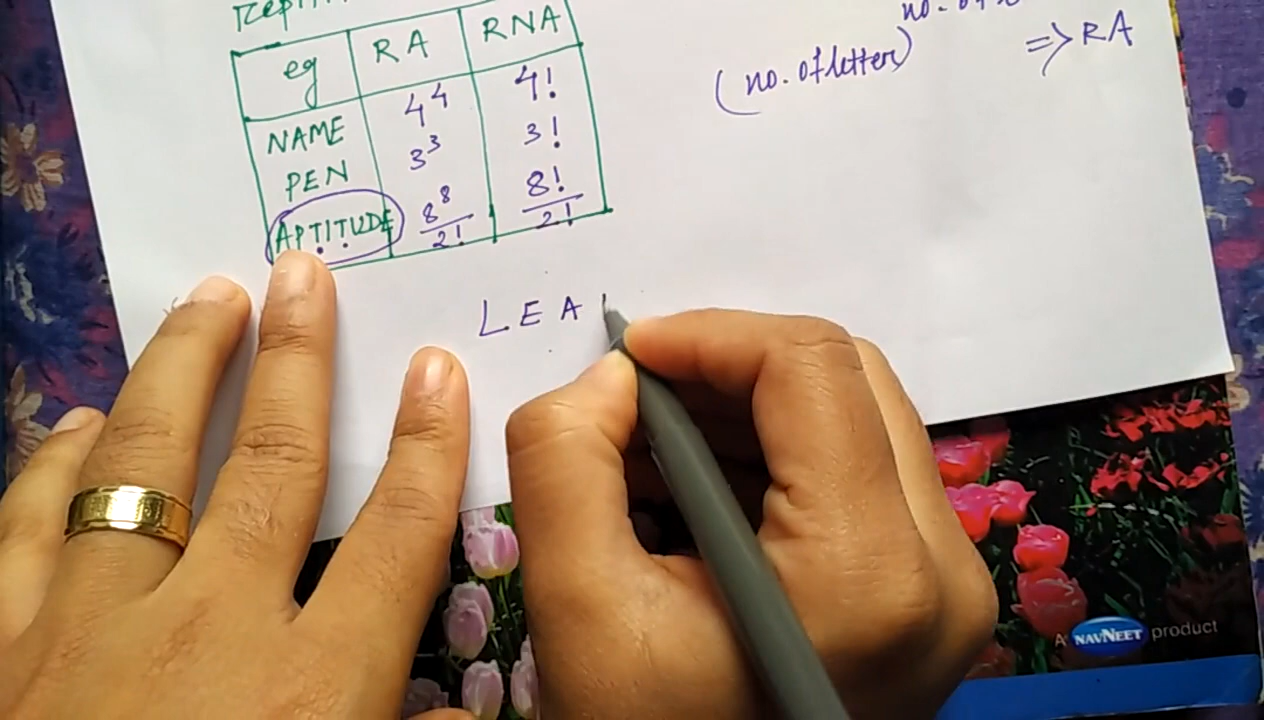 eg RA RNA
NAME 4⁴ 4!
PEN 3³ 3!
APTITUDE 8⁸/2! 8!/2!
(no. of letter)
=> RA
LEA
A NAVNEET product